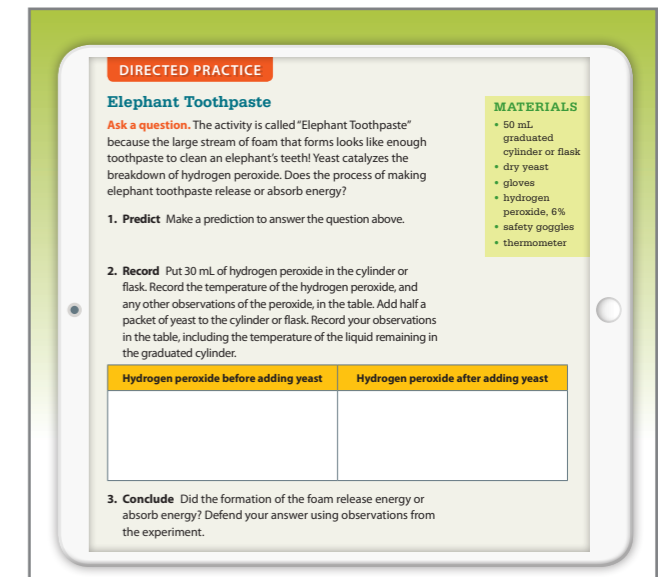 DIRECTED PRACTICE
Elephant Toothpaste
Ask a question. The activity is called “Elephant Toothpaste”
because the large stream of foam that forms looks like enough
toothpaste to clean an elephant’s teeth! Yeast catalyzes the
breakdown of hydrogen peroxide. Does the process of making
elephant toothpaste release or absorb energy?
1. Predict Make a prediction to answer the question above.
2. Record Put 30 mL of hydrogen peroxide in the cylinder or
flask. Record the temperature of the hydrogen peroxide, and
any other observations of the peroxide, in the table. Add half a
packet of yeast to the cylinder or flask. Record your observations
in the table, including the temperature of the liquid remaining in
the graduated cylinder.
Hydrogen peroxide before adding yeast
Hydrogen peroxide after adding yeast
3. Conclude Did the formation of the foam release energy or
absorb energy? Defend your answer using observations from
the experiment.
MATERIALS
• 50 mL
graduated
cylinder or flask
• dry yeast
• gloves
• hydrogen
peroxide, 6%
• safety goggles
• thermometer